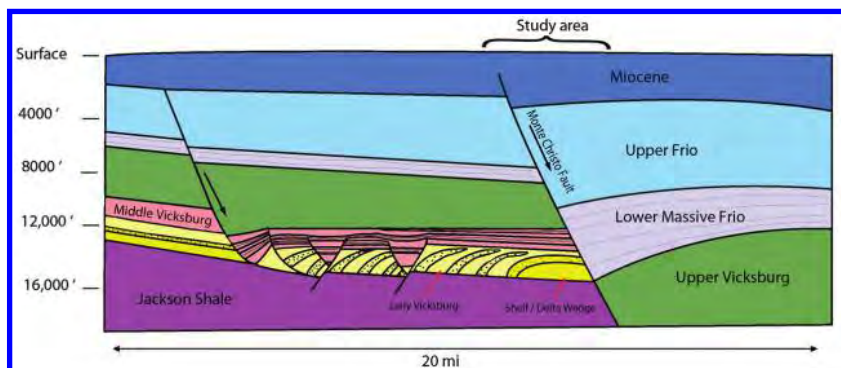 Study area
Surface
Miocene
4000 ′
Monte Christo Fault
Upper Frio
8000 ′
Middle Vicksburg
Lower Massive Frio
12,000 ′
Upper Vicksburg
16,000 ′
Jackson Shale
Early Vicksburg
Shelf / Delta Wedge
20 mi